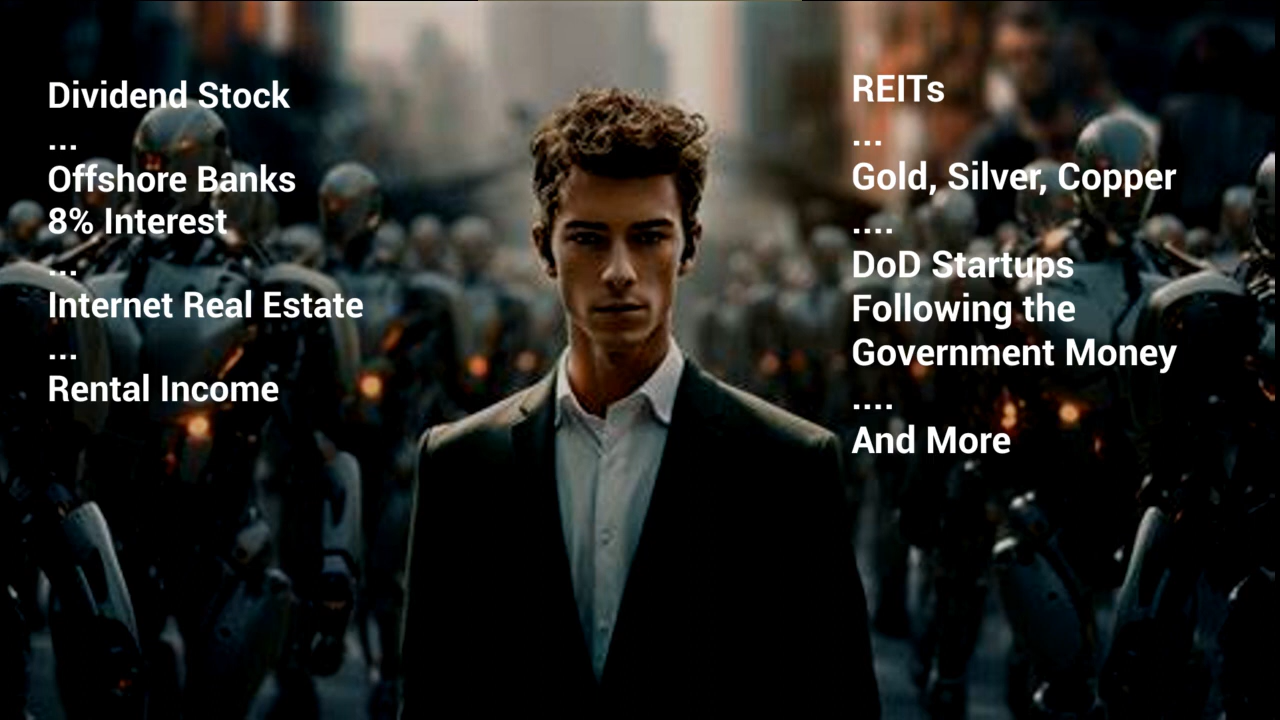 Dividend Stock
...
Offshore Banks
8% Interest
...
Internet Real Estate
...
Rental Income
REITs
...
Gold, Silver, Copper
....
DoD Startups
Following the
Government Money
....
And More